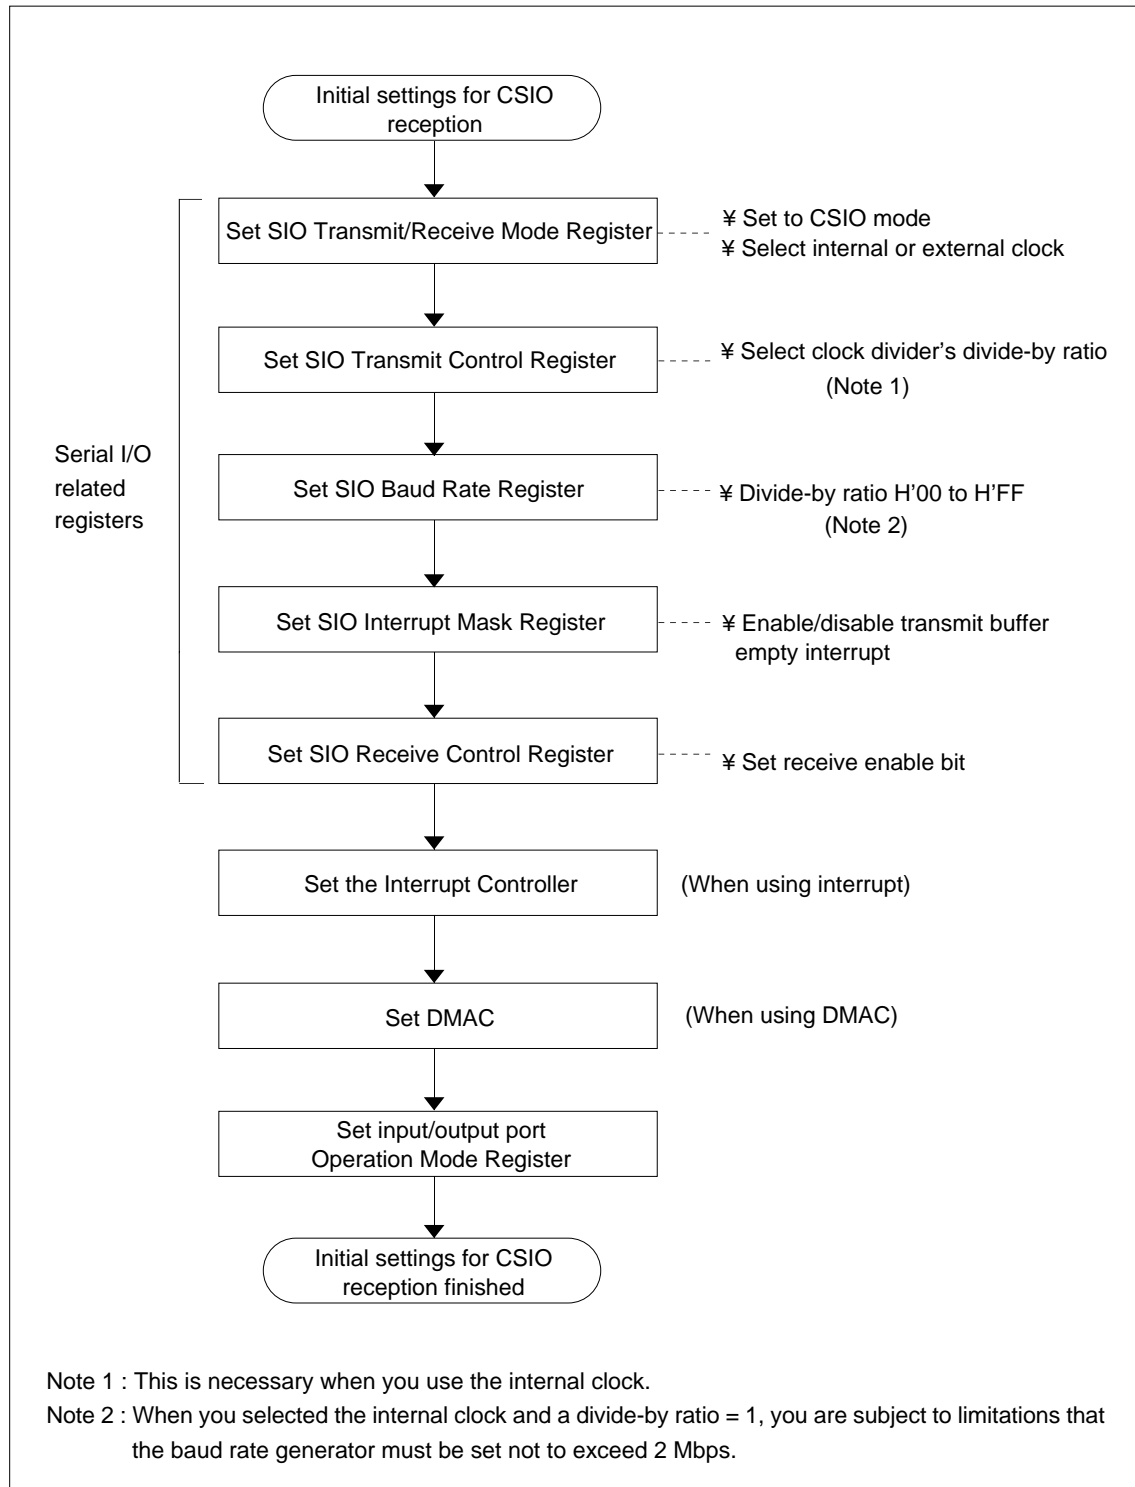 Initial settings for CSIO
reception
Set SIO Transmit/Receive Mode Register
¥ Set to CSIO mode
¥ Select internal or external clock
Set SIO Transmit Control Register
¥ Select clock divider's divide-by ratio
(Note 1)
Serial I/O
related
registers
Set SIO Baud Rate Register
¥ Divide-by ratio H'00 to H'FF
(Note 2)
Set SIO Interrupt Mask Register
¥ Enable/disable transmit buffer
empty interrupt
Set SIO Receive Control Register
¥ Set receive enable bit
Set the Interrupt Controller
(When using interrupt)
Set DMAC
(When using DMAC)
Set input/output port
Operation Mode Register
Initial settings for CSIO
reception finished
Note 1 : This is necessary when you use the internal clock.
Note 2 : When you selected the internal clock and a divide-by ratio = 1, you are subject to limitations that
the baud rate generator must be set not to exceed 2 Mbps.